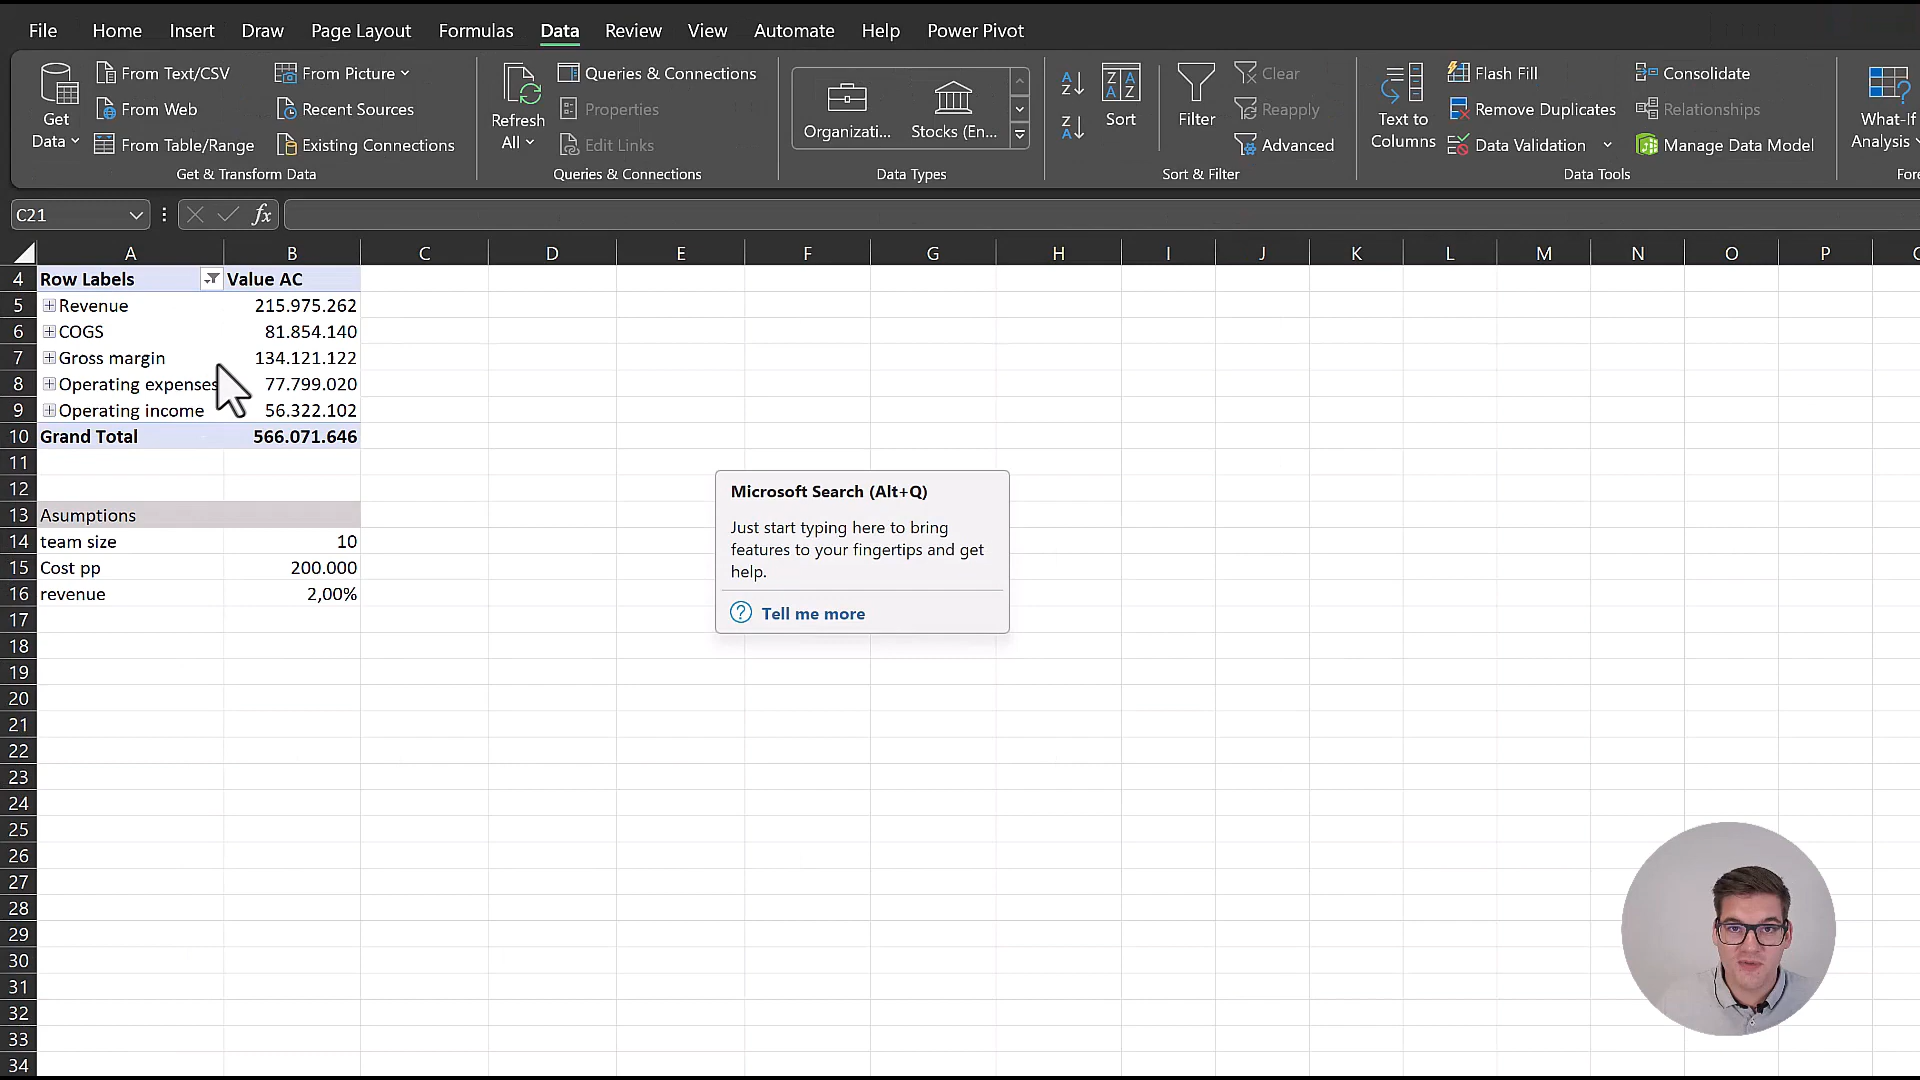 File Home Insert Draw Page Layout Formulas Data Review View Automate Help Power Pivot
Get Data
From Text/CSV
From Web
From Table/Range
From Picture
Recent Sources
Existing Connections
Get & Transform Data
Refresh All
Queries & Connections
Properties
Edit Links
Queries & Connections
Organizati...
Stocks (En...
Data Types
Sort
Filter
Clear
Reapply
Advanced
Sort & Filter
Text to Columns
Flash Fill
Remove Duplicates
Data Validation
Consolidate
Relationships
Manage Data Model
Data Tools
What-If Analysis
Fore
C21
fx
A B C D E F G H I J K L M N O P
4 Row Labels Value AC
5 Revenue 215.975.262
6 COGS 81.854.140
7 Gross margin 134.121.122
8 Operating expenses 77.799.020
9 Operating income 56.322.102
10 Grand Total 566.071.646
11
12
13 Asumptions
14 team size 10
15 Cost pp 200.000
16 revenue 2,00%
17
18
19
20
21
22
23
24
25
26
27
28
29
30
31
32
33
34
Microsoft Search (Alt+Q)
Just start typing here to bring
features to your fingertips and get
help.
Tell me more